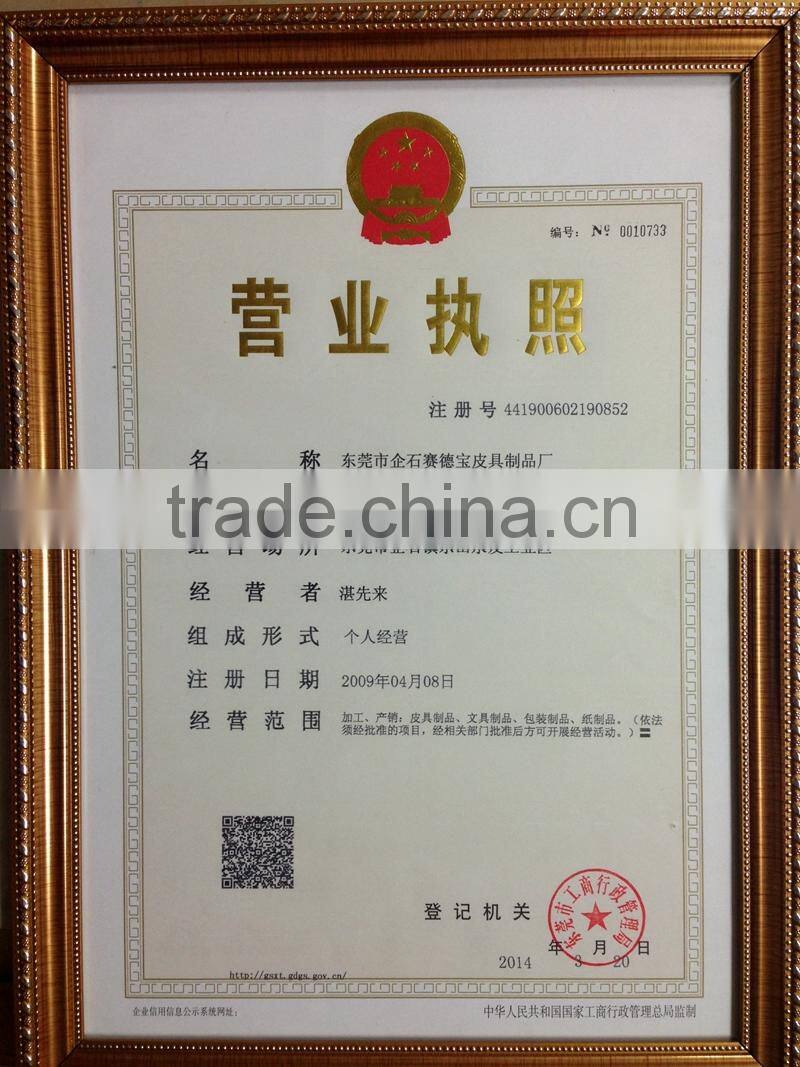 编号： № 0010733
营业执照
注册号 441900602190852
名称 东莞市企石赛德宝皮具制品厂
trade.china.cn
经营者 湛先来
组成形式 个人经营
注册日期 2009年04月08日
经营范围 加工、产销：皮具制品、文具制品、包装制品、纸制品。（依法
须经批准的项目，经相关部门批准后方可开展经营活动。）〓
登记机关
东莞市工商行政管理局
2014年3月20日
http://gsxt.gdgs.gov.cn/
企业信用信息公示系统网址：
中华人民共和国国家工商行政管理总局监制